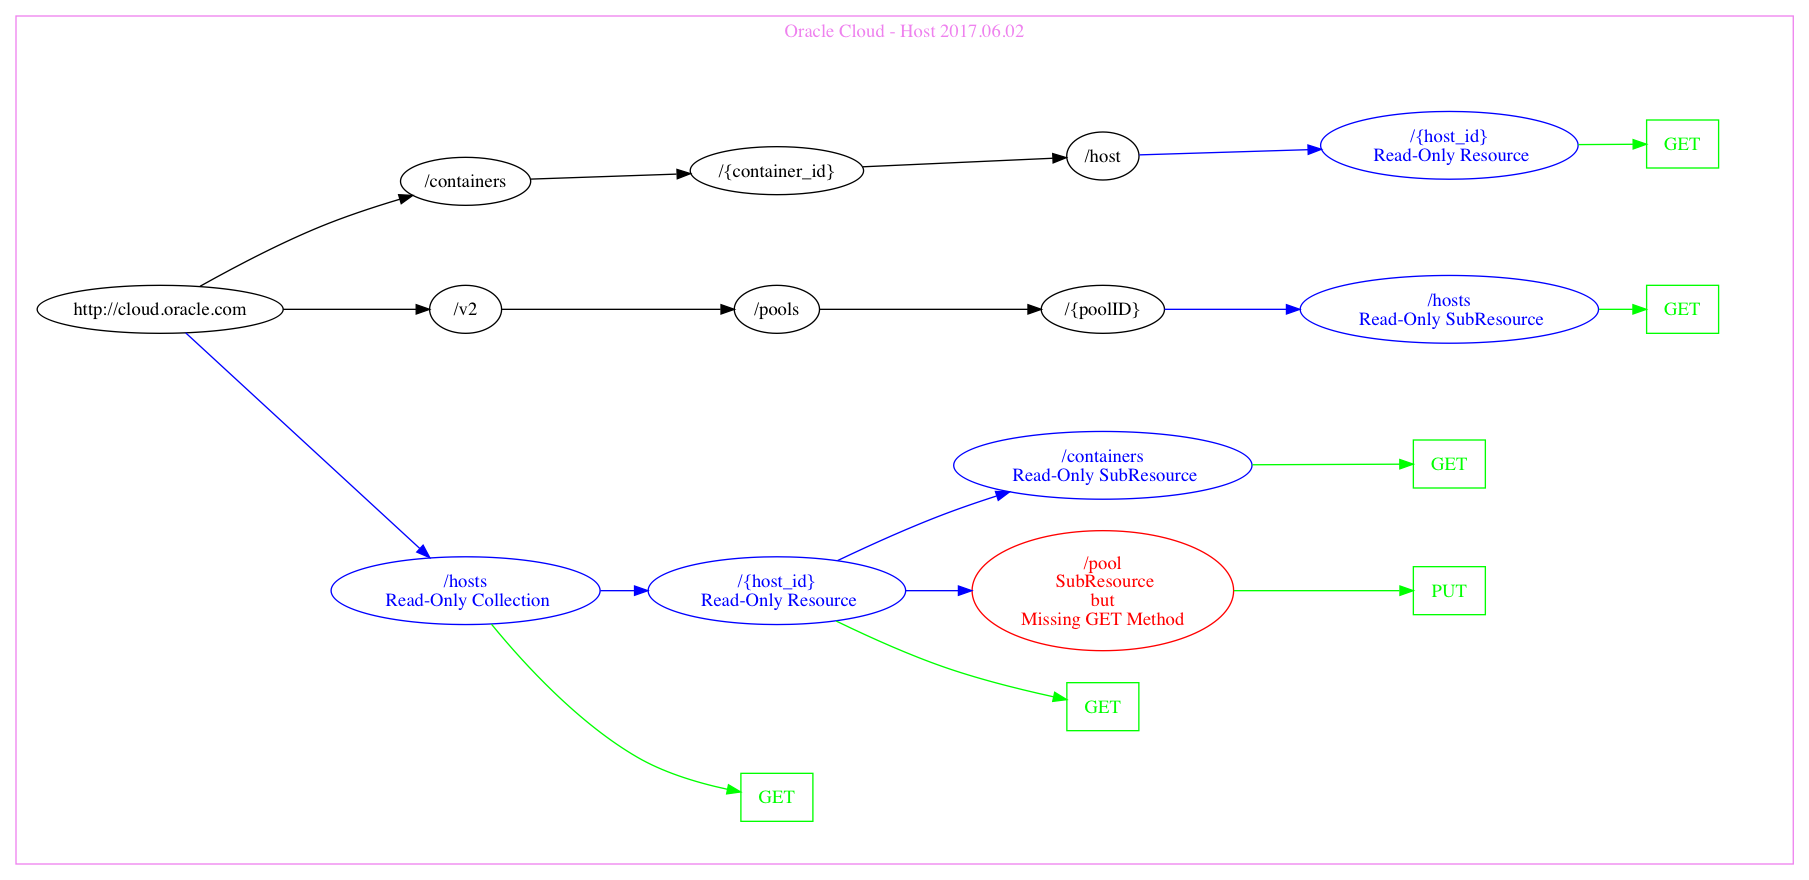 Oracle Cloud - Host 2017.06.02
/{host_id}
Read-Only Resource
GET
/host
/{container_id}
/containers
http://cloud.oracle.com
/v2
/pools
/{poolID}
/hosts
Read-Only SubResource
GET
/containers
Read-Only SubResource
GET
/hosts
Read-Only Collection
/{host_id}
Read-Only Resource
/pool
SubResource
but
Missing GET Method
PUT
GET
GET